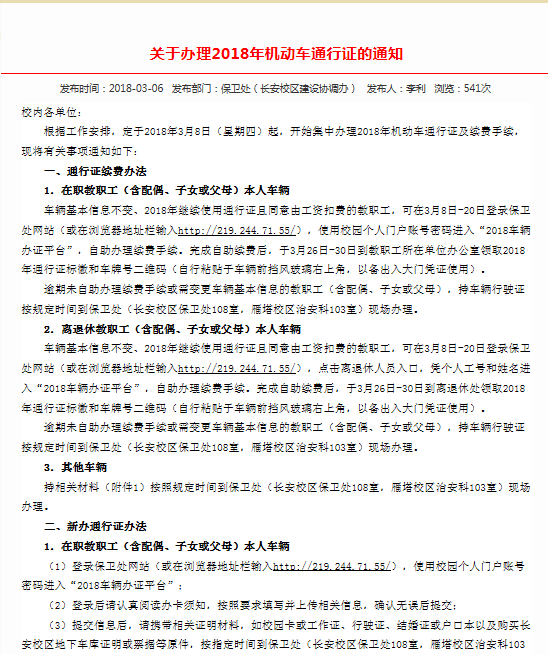 关于办理2018年机动车通行证的通知
发布时间：2018-03-06 发布部门：保卫处（长安校区建设协调办） 发布人：李利 浏览：541次
校内各单位：
根据工作安排，定于2018年3月8日（星期四）起，开始集中办理2018年机动车通行证及续费手续，
现将有关事项通知如下：
一、通行证续费办法
1．在职教职工（含配偶、子女或父母）本人车辆
车辆基本信息不变、2018年继续使用通行证且同意由工资扣费的教职工，可在3月8日-20日登录保卫
处网站（或在浏览器地址栏输入http://219.244.71.55/），使用校园个人门户账号密码进入“2018车辆
办证平台”，自助办理续费手续。完成自助续费后，于3月26日-30日到教职工所在单位办公室领取2018
年通行证标徽和车牌号二维码（自行粘贴于车辆前挡风玻璃右上角，以备出入大门凭证使用）。
逾期未自助办理续费手续或需变更车辆基本信息的教职工（含配偶、子女或父母），持车辆行驶证
按规定时间到保卫处（长安校区保卫处108室，雁塔校区治安科103室）现场办理。
2．离退休教职工（含配偶、子女或父母）本人车辆
车辆基本信息不变、2018年继续使用通行证且同意由工资扣费的教职工，可在3月8日-20日登录保卫
处网站（或在浏览器地址栏输入http://219.244.71.55/），点击离退休人员入口，凭个人工号和姓名进
入“2018车辆办证平台”，自助办理续费手续。完成自助续费后，于3月26日-30日到离退休处领取2018
年通行证标徽和车牌号二维码（自行粘贴于车辆前挡风玻璃右上角，以备出入大门凭证使用）。
逾期未自助办理续费手续或需变更车辆基本信息的教职工（含配偶、子女或父母），持车辆行驶证
按规定时间到保卫处（长安校区保卫处108室，雁塔校区治安科103室）现场办理。
3．其他车辆
持相关材料（附件1）按照规定时间到保卫处（长安校区保卫处108室，雁塔校区治安科103室）现场
办理。
二、新办通行证办法
1．在职教职工（含配偶、子女或父母）本人车辆
（1）登录保卫处网站（或在浏览器地址栏输入http://219.244.71.55/），使用校园个人门户账号
密码进入“2018车辆办证平台”；
（2）登录后请认真阅读办卡须知，按照要求填写并上传相关信息，确认无误后提交；
（3）提交信息后，请携带相关证明材料，如校园卡或工作证、行驶证、结婚证或户口本以及购买长
安校区地下车库证明或票据等原件，按指定时间到保卫处（长安校区保卫处108室，雁塔校区治安科103